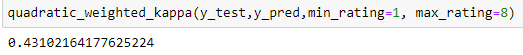 quadratic_weighted_kappa(y_test,y_pred,min_rating=1, max_rating=8)
0.43102164177625224